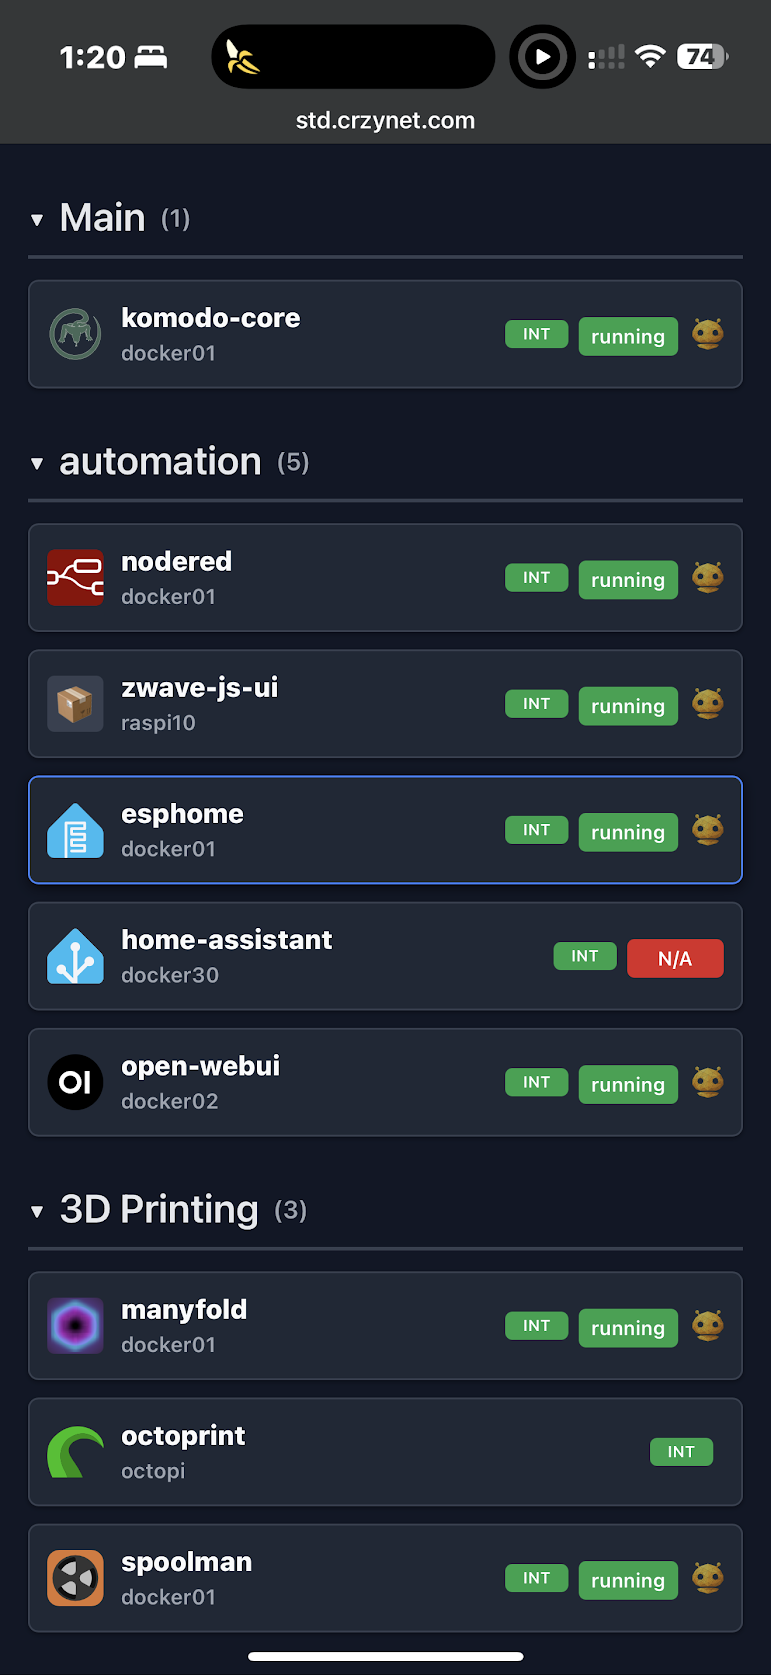 1:20
74
std.crzynet.com
▼ Main (1)
komodo-core
docker01
INT
running
▼ automation (5)
nodered
docker01
INT
running
zwave-js-ui
raspi10
INT
running
esphome
docker01
INT
running
home-assistant
docker30
INT
N/A
OI
open-webui
docker02
INT
running
▼ 3D Printing (3)
manyfold
docker01
INT
running
octoprint
octopi
INT
spoolman
docker01
INT
running